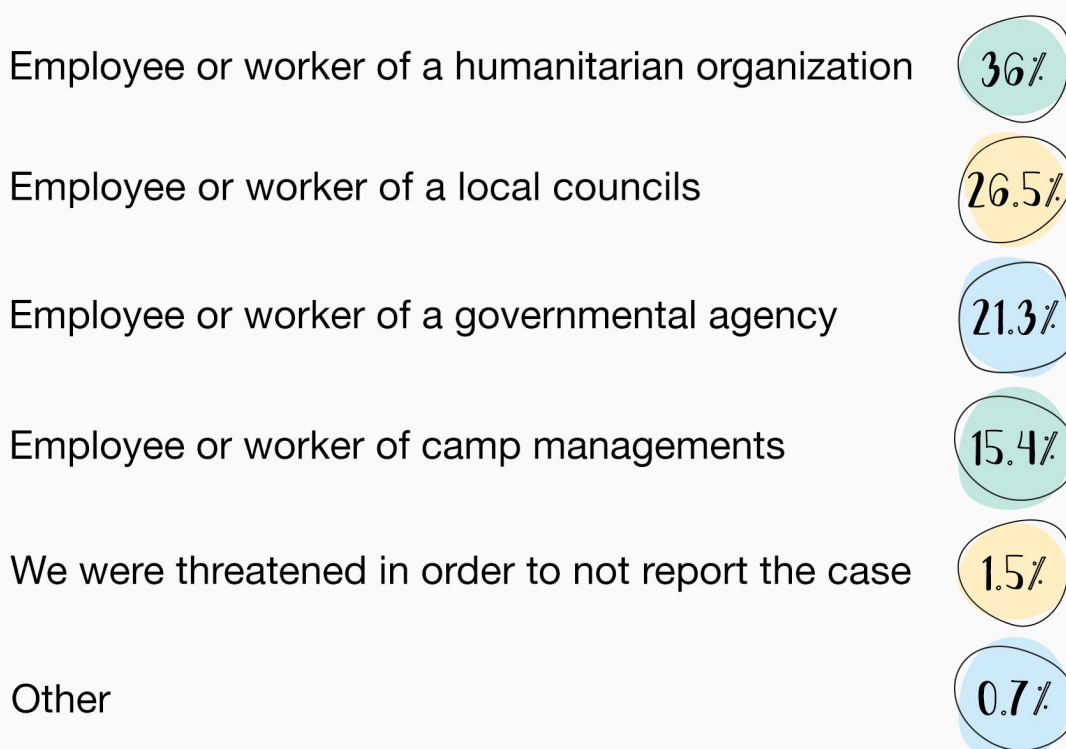 Employee or worker of a humanitarian organization 36%
Employee or worker of a local councils 26.5%
Employee or worker of a governmental agency 21.3%
Employee or worker of camp managements 15.4%
We were threatened in order to not report the case 1.5%
Other 0.7%